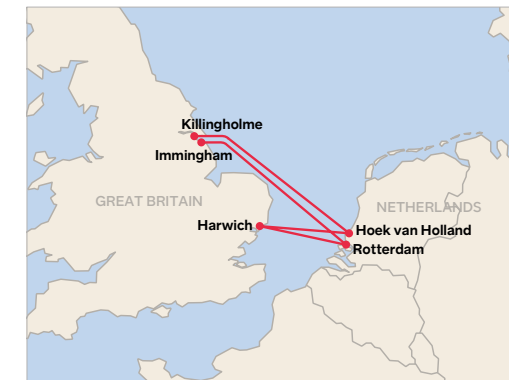 Killingholme
Immingham
GREAT BRITAIN
NETHERLANDS
Harwich
Hoek van Holland
Rotterdam